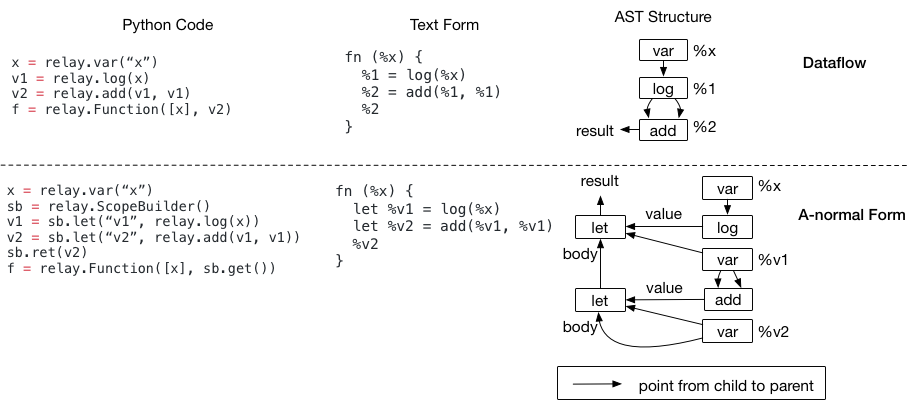 Python Code
Text Form
AST Structure
x = relay.var(“x”)
v1 = relay.log(x)
v2 = relay.add(v1, v1)
f = relay.Function([x], v2)
fn (%x) {
%1 = log(%x)
%2 = add(%1, %1)
%2
}
var %x
log %1
result add %2
Dataflow
x = relay.var(“x”)
sb = relay.ScopeBuilder()
v1 = sb.let(“v1”, relay.log(x))
v2 = sb.let(“v2”, relay.add(v1, v1))
sb.ret(v2)
f = relay.Function([x], sb.get())
fn (%x) {
let %v1 = log(%x)
let %v2 = add(%v1, %v1)
%v2
}
result
var %x
let value log
body
var %v1
let value add
body
var %v2
A-normal Form
point from child to parent